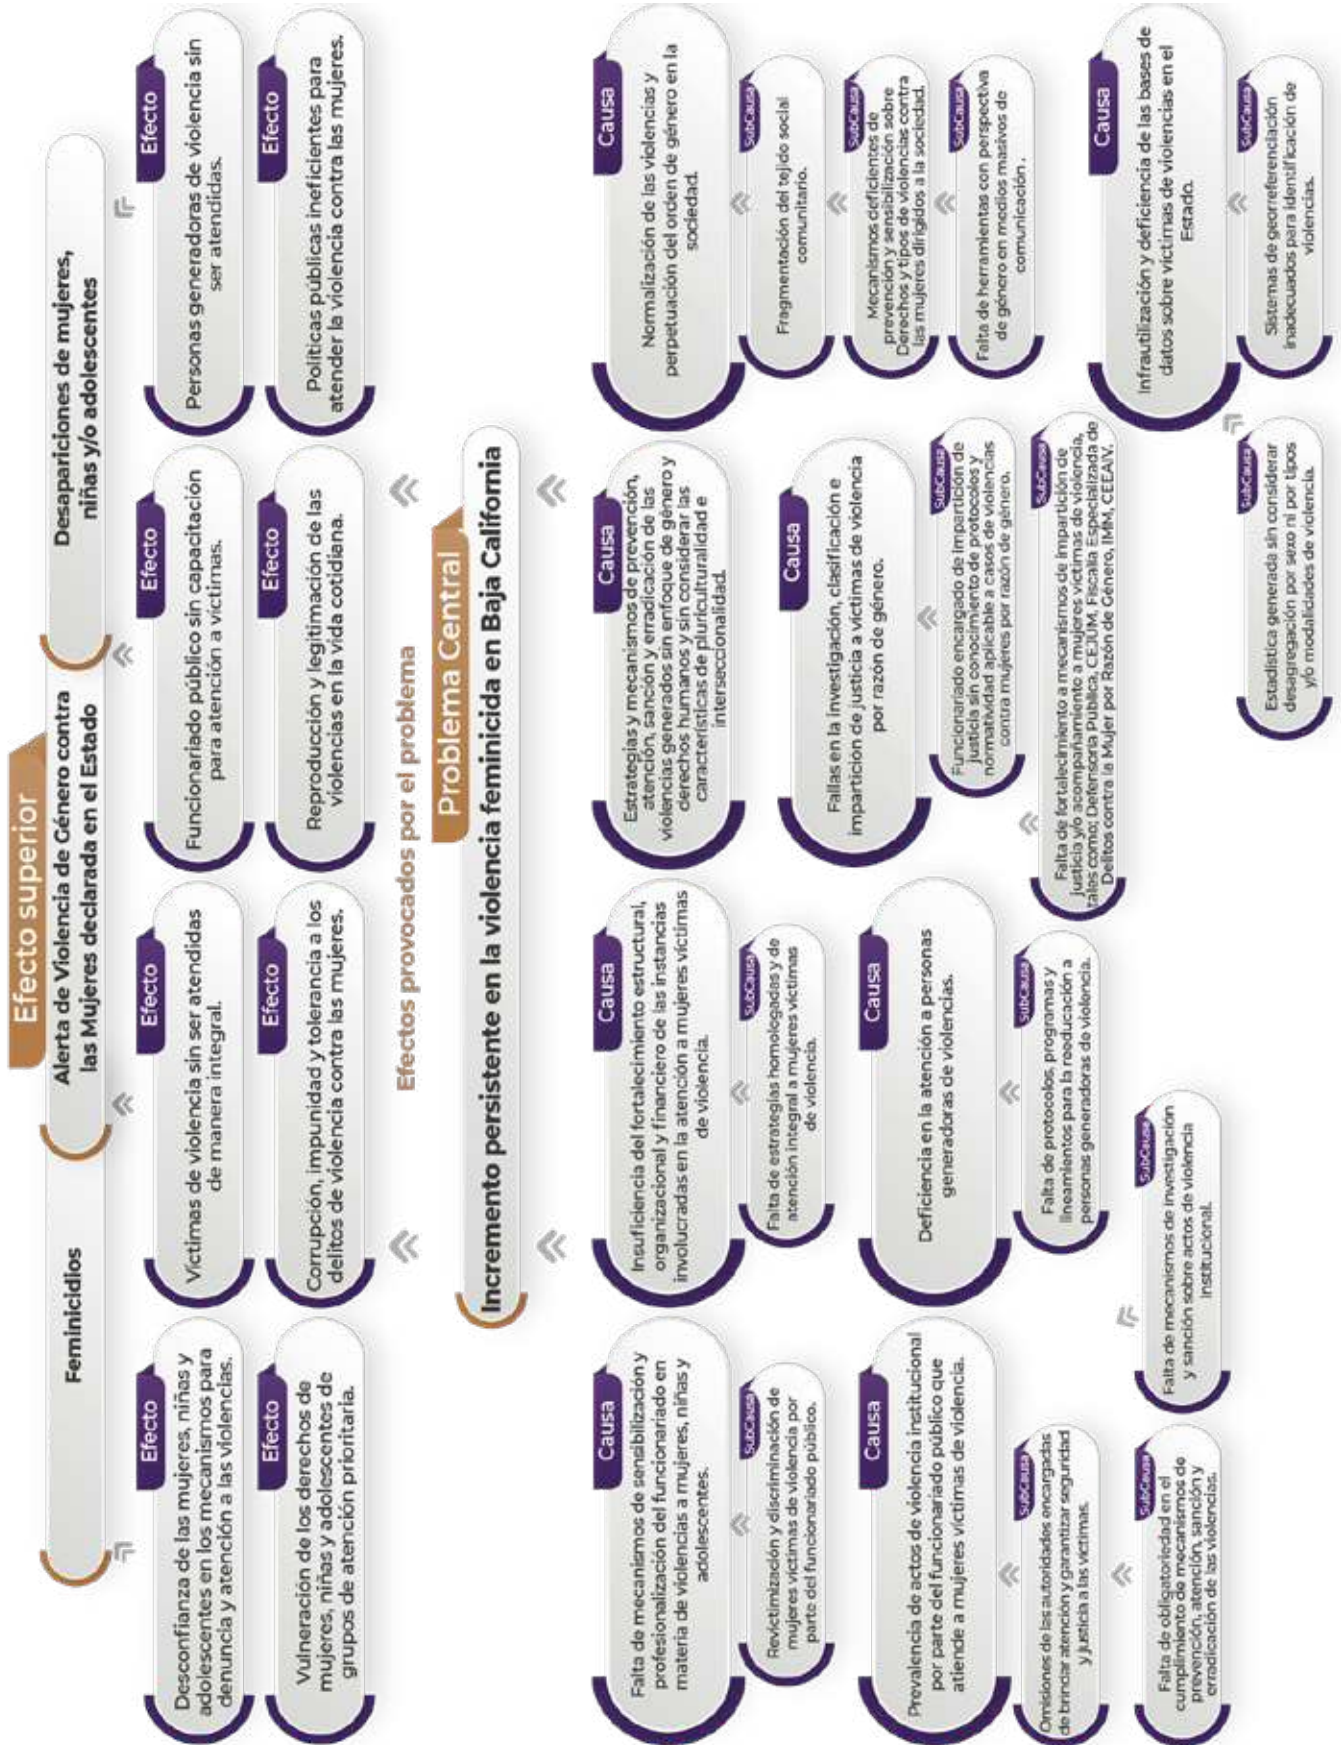 Efecto superior
Feminicidios
Alerta de Violencia de Género contra
las Mujeres declarada en el Estado
Desapariciones de mujeres,
niñas y/o adolescentes
Efecto
Desconfianza de las mujeres, niñas y
adolescentes en los mecanismos para
denuncia y atención a las violencias.
Efecto
Víctimas de violencia sin ser atendidas
de manera integral.
Efecto
Funcionariado público sin capacitación
para atención a víctimas.
Efecto
Personas generadoras de violencia sin
ser atendidas.
Efecto
Vulneración de los derechos de
mujeres, niñas y adolescentes de
grupos de atención prioritaria.
Efecto
Corrupción, impunidad y tolerancia a los
delitos de violencia contra las mujeres.
Efecto
Reproducción y legitimación de las
violencias en la vida cotidiana.
Efecto
Políticas públicas ineficientes para
atender la violencia contra las mujeres.
Efectos provocados por el problema
Problema Central
Incremento persistente en la violencia feminicida en Baja California
Causa
Falta de mecanismos de sensibilización y
profesionalización del funcionariado en
materia de violencias a mujeres, niñas y
adolescentes.
SubCausa
Revictimización y discriminación de
mujeres víctimas de violencia por
parte del funcionariado público.
Causa
Insuficiencia del fortalecimiento estructural,
organizacional y financiero de las instancias
involucradas en la atención a mujeres víctimas
de violencia.
SubCausa
Falta de estrategias homologadas y de
atención integral a mujeres víctimas
de violencia.
Causa
Estrategias y mecanismos de prevención,
atención, sanción y erradicación de las
violencias generados sin enfoque de género y
derechos humanos y sin considerar las
características de pluriculturalidad e
interseccionalidad.
Causa
Normalización de las violencias y
perpetuación del orden de género en la
sociedad.
SubCausa
Fragmentación del tejido social
comunitario.
SubCausa
Mecanismos deficientes de
prevención y sensibilización sobre
Derechos y tipos de violencias contra
las mujeres dirigidos a la sociedad.
SubCausa
Falta de herramientas con perspectiva
de género en medios masivos de
comunicación.
Causa
Prevalencia de actos de violencia institucional
por parte del funcionariado público que
atiende a mujeres víctimas de violencia.
SubCausa
Omisiones de las autoridades encargadas
de brindar atención y garantizar seguridad
y justicia a las víctimas.
SubCausa
Falta de obligatoriedad en el
cumplimiento de mecanismos de
prevención, atención, sanción y
erradicación de las violencias.
SubCausa
Falta de mecanismos de investigación
y sanción sobre actos de violencia
institucional.
Causa
Deficiencia en la atención a personas
generadoras de violencias.
SubCausa
Falta de protocolos, programas y
lineamientos para la reeducación a
personas generadoras de violencia.
Causa
Fallas en la investigación, clasificación e
impartición de justicia a víctimas de violencia
por razón de género.
SubCausa
Funcionariado encargado de impartición de
justicia sin conocimiento de protocolos y
normatividad aplicable a casos de violencias
contra mujeres por razón de género.
SubCausa
Falta de fortalecimiento a mecanismos de impartición de
justicia y/o acompañamiento a mujeres víctimas de violencia,
tales como: Defensoría Pública, CEJUM, Fiscalía Especializada de
Delitos contra la Mujer por Razón de Género, IMM, CEEAIV.
Causa
Infrautilización y deficiencia de las bases de
datos sobre víctimas de violencias en el
Estado.
SubCausa
Estadística generada sin considerar
desagregación por sexo ni por tipos
y/o modalidades de violencia.
SubCausa
Sistemas de georreferenciación
inadecuados para identificación de
violencias.